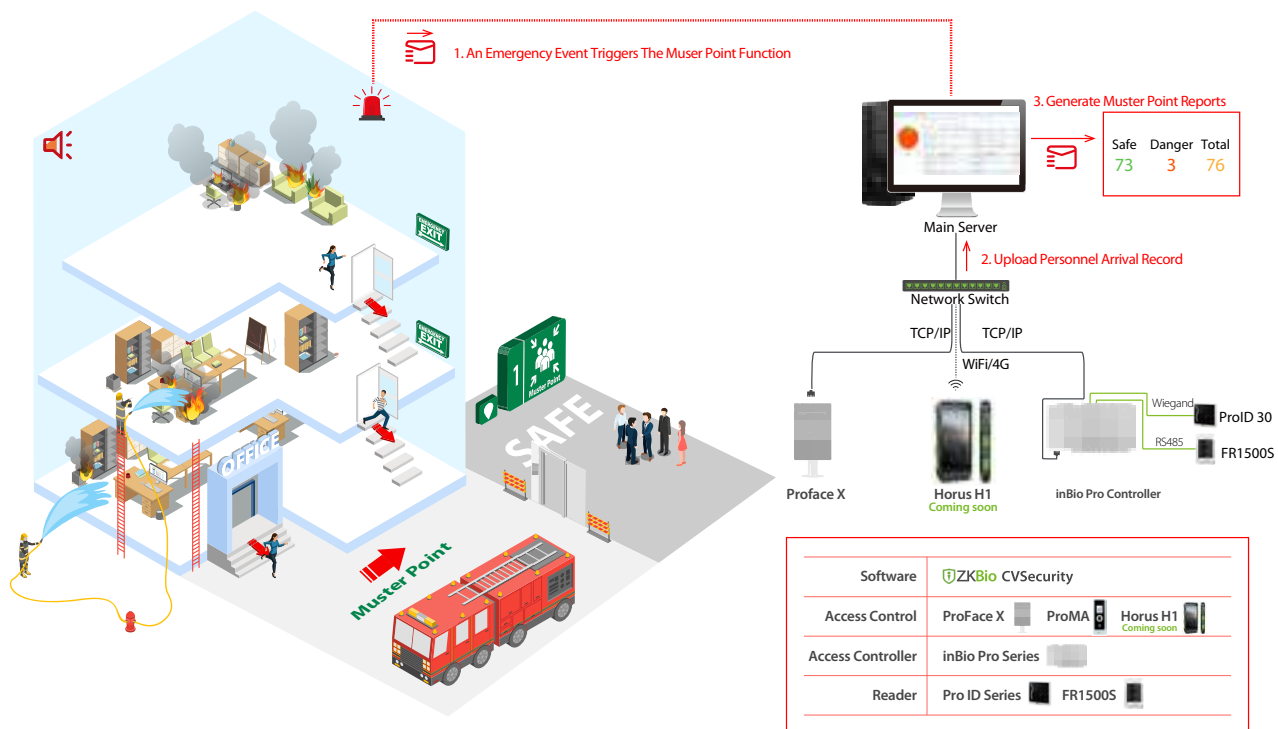 1. An Emergency Event Triggers The Muser Point Function
3. Generate Muster Point Reports
Safe Danger Total
73 3 76
Main Server
2. Upload Personnel Arrival Record
Network Switch
TCP/IP TCP/IP
WiFi/4G
Wiegand
ProID 30
RS485
FR1500S
Proface X
Horus H1
Coming soon
inBio Pro Controller
EMERGENCY
EXIT
EMERGENCY
EXIT
1
Muster Point
SAFE
OFFICE
Muster Point
Software ZKBio CVSecurity
Access Control ProFace X ProMA Horus H1
Coming soon
Access Controller inBio Pro Series
Reader Pro ID Series FR1500S